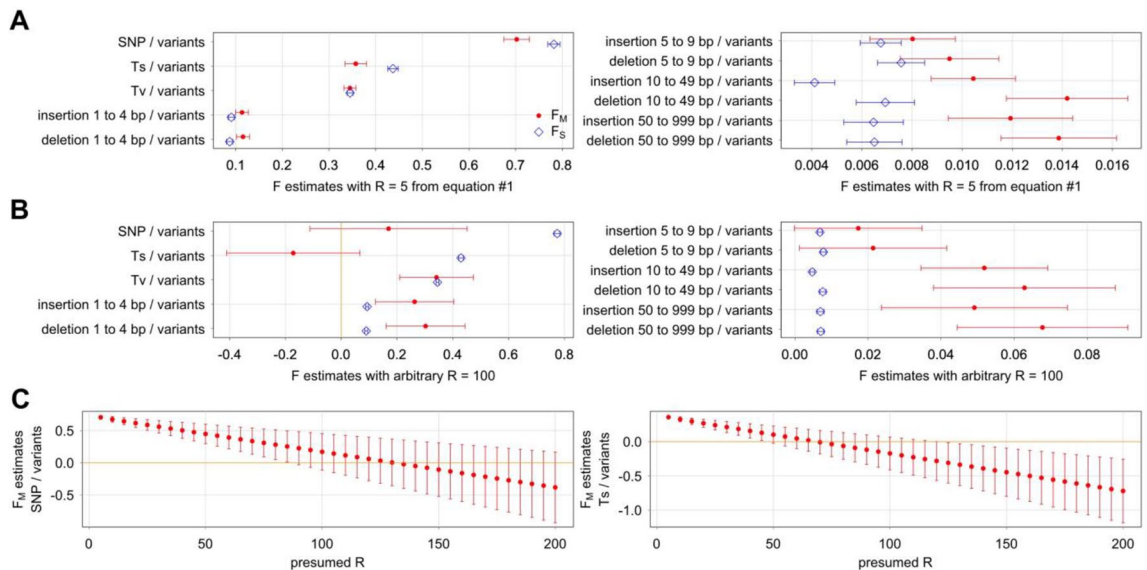 A
SNP / variants
Ts / variants
Tv / variants
insertion 1 to 4 bp / variants
deletion 1 to 4 bp / variants
F_M
F_S
0.1 0.2 0.3 0.4 0.5 0.6 0.7 0.8
F estimates with R = 5 from equation #1
insertion 5 to 9 bp / variants
deletion 5 to 9 bp / variants
insertion 10 to 49 bp / variants
deletion 10 to 49 bp / variants
insertion 50 to 999 bp / variants
deletion 50 to 999 bp / variants
0.004 0.006 0.008 0.010 0.012 0.014 0.016
F estimates with R = 5 from equation #1
B
SNP / variants
Ts / variants
Tv / variants
insertion 1 to 4 bp / variants
deletion 1 to 4 bp / variants
-0.4 -0.2 0.0 0.2 0.4 0.6 0.8
F estimates with arbitrary R = 100
insertion 5 to 9 bp / variants
deletion 5 to 9 bp / variants
insertion 10 to 49 bp / variants
deletion 10 to 49 bp / variants
insertion 50 to 999 bp / variants
deletion 50 to 999 bp / variants
0.00 0.02 0.04 0.06 0.08
F estimates with arbitrary R = 100
C
F_M estimates
SNP / variants
0.5
0.0
-0.5
0 50 100 150 200
presumed R
F_M estimates
Ts / variants
0.0
-0.5
-1.0
0 50 100 150 200
presumed R